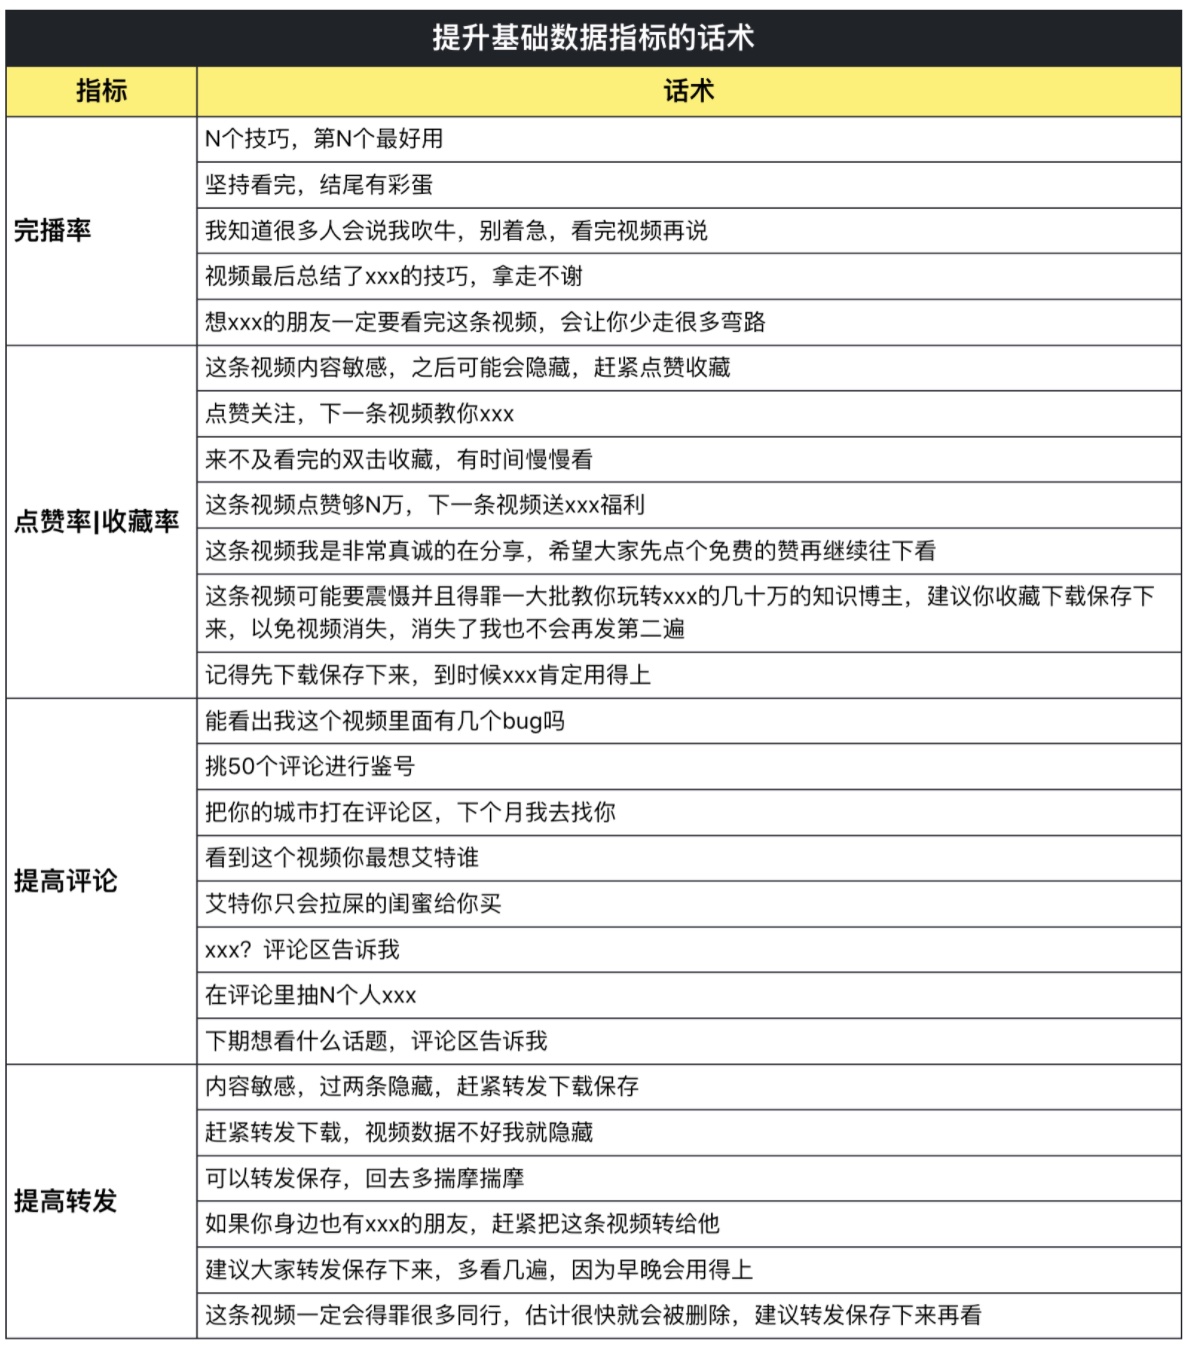 提升基础数据指标的话术
指标
话术
完播率
N个技巧，第N个最好用
坚持看完，结尾有彩蛋
我知道很多人会说我吹牛，别着急，看完视频再说
视频最后总结了xxx的技巧，拿走不谢
想xxx的朋友一定要看完这条视频，会让你少走很多弯路
点赞率|收藏率
这条视频内容敏感，之后可能会隐藏，赶紧点赞收藏
点赞关注，下一条视频教你xxx
来不及看完的双击收藏，有时间慢慢看
这条视频点赞够N万，下一条视频送xxx福利
这条视频我是非常真诚的在分享，希望大家先点个免费的赞再继续往下看
这条视频可能要震慑并且得罪一大批教你玩转xxx的几十万的知识博主，建议你收藏下载保存下
来，以免视频消失，消失了我也不会再发第二遍
记得先下载保存下来，到时候xxx肯定用得上
提高评论
能看出我这个视频里面有几个bug吗
挑50个评论进行鉴号
把你的城市打在评论区，下个月我去找你
看到这个视频你最想艾特谁
艾特你只会拉屎的闺蜜给你买
xxx？评论区告诉我
在评论里抽N个人xxx
下期想看什么话题，评论区告诉我
提高转发
内容敏感，过两条隐藏，赶紧转发下载保存
赶紧转发下载，视频数据不好我就隐藏
可以转发保存，回去多揣摩揣摩
如果你身边也有xxx的朋友，赶紧把这条视频转给他
建议大家转发保存下来，多看几遍，因为早晚会用得上
这条视频一定会得罪很多同行，估计很快就会被删除，建议转发保存下来再看